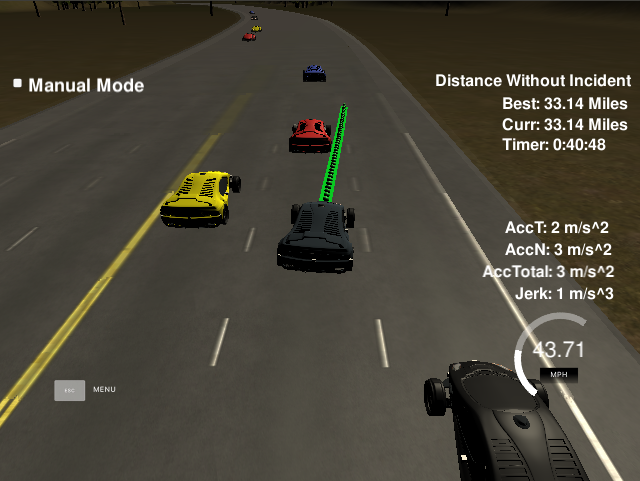 Manual Mode
Distance Without Incident
Best: 33.14 Miles
Curr: 33.14 Miles
Timer: 0:40:48
AccT: 2 m/s^2
AccN: 3 m/s^2
AccTotal: 3 m/s^2
Jerk: 1 m/s^3
43.71
MPH
ESC MENU